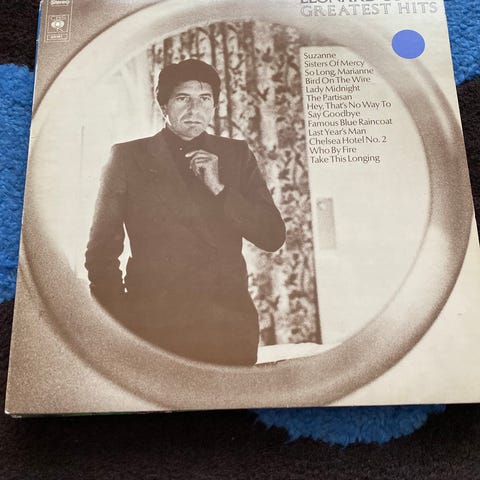 Stereo
CBS
GREATEST HITS
Suzanne
Sisters Of Mercy
So Long, Marianne
Bird On The Wire
Lady Midnight
The Partisan
Hey, That's No Way To
Say Goodbye
Famous Blue Raincoat
Last Year's Man
Chelsea Hotel No. 2
Who By Fire
Take This Longing